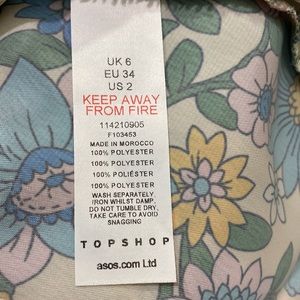 UK 6
EU 34
US 2
KEEP AWAY
FROM FIRE
114210905
F103453
MADE IN MOROCCO
100% POLYESTER
100% POLYESTER
100% POLIÉSTER
100% POLYESTER
WASH SEPARATELY.
IRON WHILST DAMP.
DO NOT TUMBLE DRY.
TAKE CARE TO AVOID
SNAGGING
TOPSHOP
asos.com Ltd